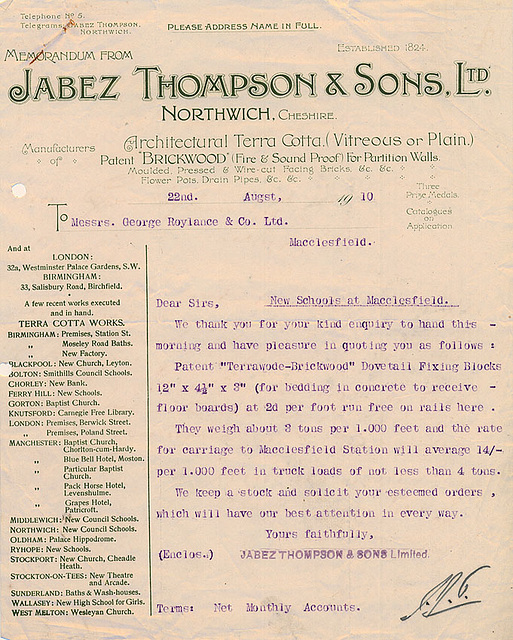 Telephone No 5.
Telegrams, JABEZ THOMPSON.
NORTHWICH.
PLEASE ADDRESS NAME IN FULL.
ESTABLISHED 1824.
MEMORANDUM FROM
JABEZ THOMPSON & SONS, LTD.
NORTHWICH, CHESHIRE.
Manufacturers of
Architectural Terra Cotta, (Vitreous or Plain,)
Patent "BRICKWOOD" (Fire & Sound Proof) For Partition Walls.
Moulded, Pressed & Wire-cut Facing Bricks, &c. &c.
Flower Pots, Drain Pipes, &c. &c.
Three
Prize Medals.
Catalogues
on
Application
22nd. Augst, 1910
To Messrs. George Roylance & Co. Ltd.
Macclesfield.
And at
LONDON:
32a, Westminster Palace Gardens, S.W.
BIRMINGHAM:
33, Salisbury Road, Birchfield.
A few recent works executed
and in hand.
TERRA COTTA WORKS.
BIRMINGHAM: Premises, Station St.
" Moseley Road Baths.
" New Factory.
BLACKPOOL: New Church, Leyton.
BOLTON: Smithills Council Schools.
CHORLEY: New Bank.
FERRY HILL: New Schools.
GORTON: Baptist Church.
KNUTSFORD: Carnegie Free Library.
LONDON: Premises, Berwick Street.
" Premises, Poland Street.
MANCHESTER: Baptist Church,
Chorlton-cum-Hardy.
" Blue Bell Hotel, Moston.
" Particular Baptist
Church.
" Pack Horse Hotel,
Levenshulme.
" Grapes Hotel,
Patricroft.
MIDDLEWICH: New Council Schools.
NORTHWICH: New Council Schools.
OLDHAM: Palace Hippodrome.
RYHOPE: New Schools.
STOCKPORT: New Church, Cheadle
Heath.
STOCKTON-ON-TEES: New Theatre
and Arcade.
SUNDERLAND: Baths & Wash-houses.
WALLASEY: New High School for Girls.
WEST MELTON: Wesleyan Church.
Dear Sirs, New Schools at Macclesfield.
We thank you for your kind enquiry to hand this -
morning and have pleasure in quoting you as follows :
Patent "Terrawode-Brickwood" Dovetail Fixing Blocks
12" x 4½" x 3" (for bedding in concrete to receive -
floor boards) at 2d per foot run free on rails here .
They weigh about 3 tons per 1.000 feet and the rate
for carriage to Macclesfield Station will average 14/-
per 1.000 feet in truck loads of not less than 4 tons.
We keep a stock and solicit your esteemed orders ,
which will have our best attention in every way.
Yours faithfully,
(Enclos.) JABEZ THOMPSON & SONS Limited.
Terms: Net Monthly Accounts.